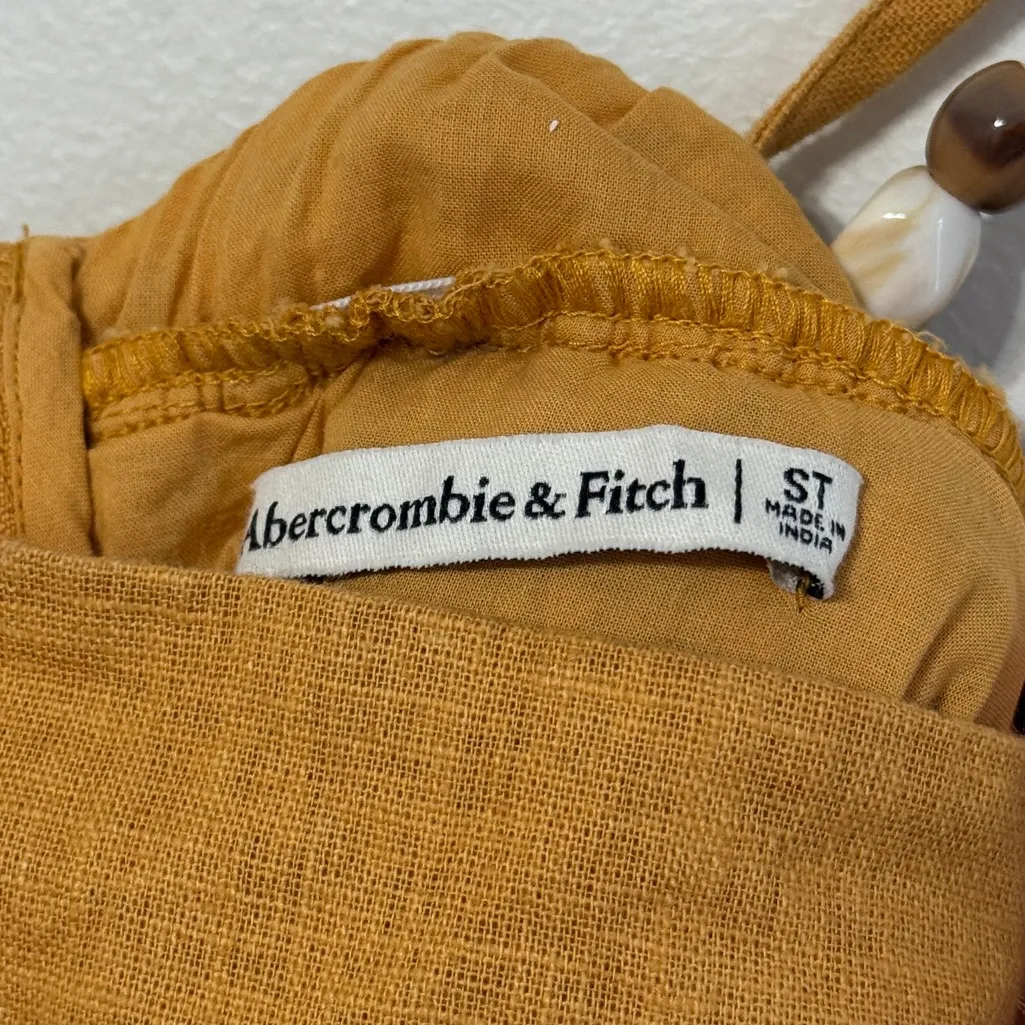 Abercrombie & Fitch | ST
MADE IN
INDIA